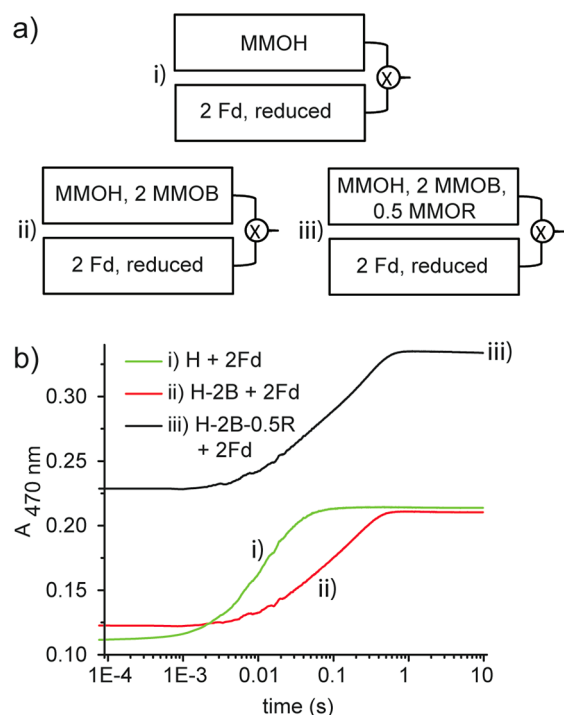 a)
MMOH
i)
X
2 Fd, reduced
MMOH, 2 MMOB
ii)
X
2 Fd, reduced
MMOH, 2 MMOB,
0.5 MMOR
iii)
X
2 Fd, reduced
b)
i) H + 2Fd
ii) H-2B + 2Fd
iii) H-2B-0.5R
+ 2Fd
iii)
i)
ii)
A 470 nm
0.30
0.25
0.20
0.15
0.10
1E-4 1E-3 0.01 0.1 1 10
time (s)